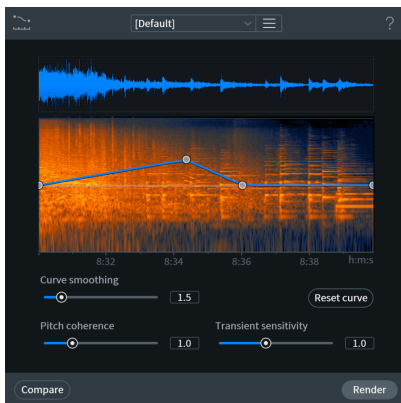 [Default]
?
8:32 8:34 8:36 8:38 h:m:s
Curve smoothing
1.5 Reset curve
Pitch coherence Transient sensitivity
1.0 1.0
Compare Render